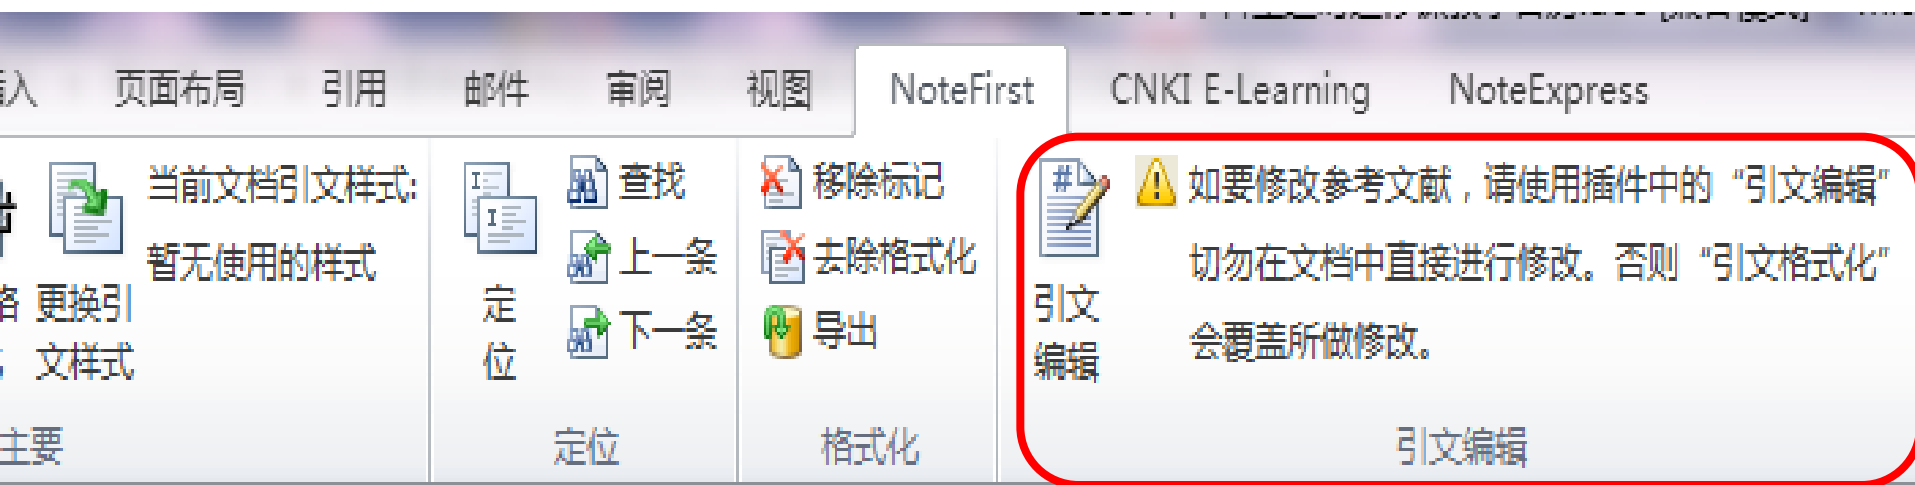 入 页面布局 引用 邮件 审阅 视图 NoteFirst CNKI E-Learning NoteExpress
更换引
文样式
当前文档引文样式:
暂无使用的样式
主要
定
位
查找
上一条
下一条
定位
移除标记
去除格式化
导出
格式化
引文
编辑
如要修改参考文献，请使用插件中的“引文编辑”
切勿在文档中直接进行修改。否则“引文格式化”
会覆盖所做修改。
引文编辑